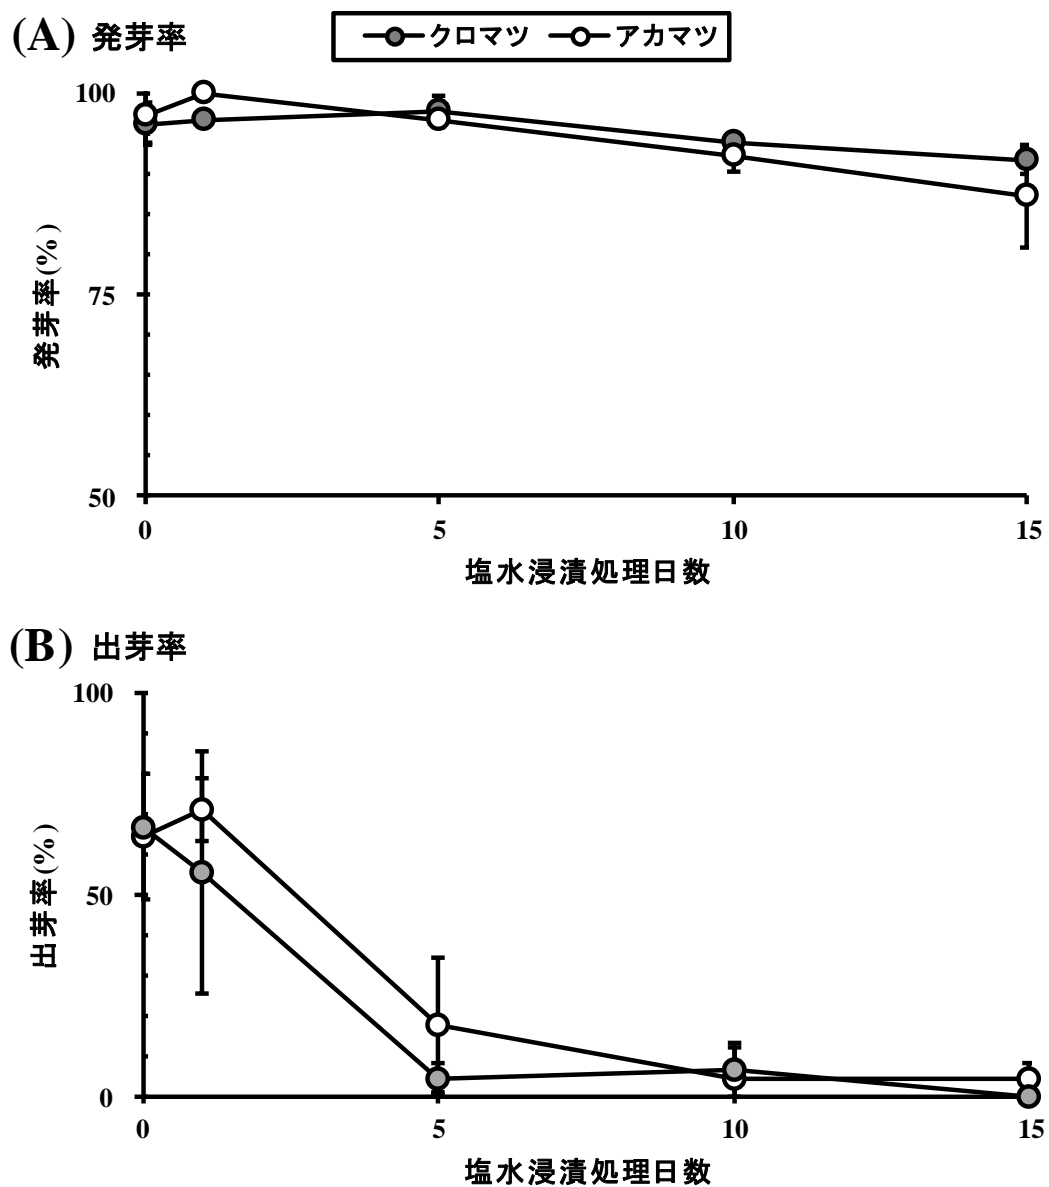 (A) 発芽率
クロマツ アカマツ
100
75
50
発芽率(%)
0 5 10 15
塩水浸漬処理日数
(B) 出芽率
100
50
0
出芽率(%)
0 5 10 15
塩水浸漬処理日数